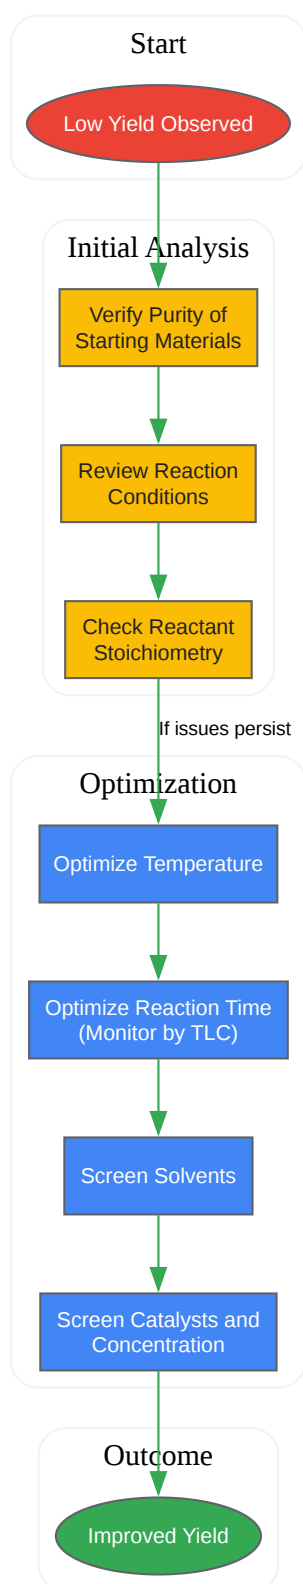 Start
Low Yield Observed
Initial Analysis
Verify Purity of
Starting Materials
Review Reaction
Conditions
Check Reactant
Stoichiometry
If issues persist
Optimization
Optimize Temperature
Optimize Reaction Time
(Monitor by TLC)
Screen Solvents
Screen Catalysts and
Concentration
Outcome
Improved Yield